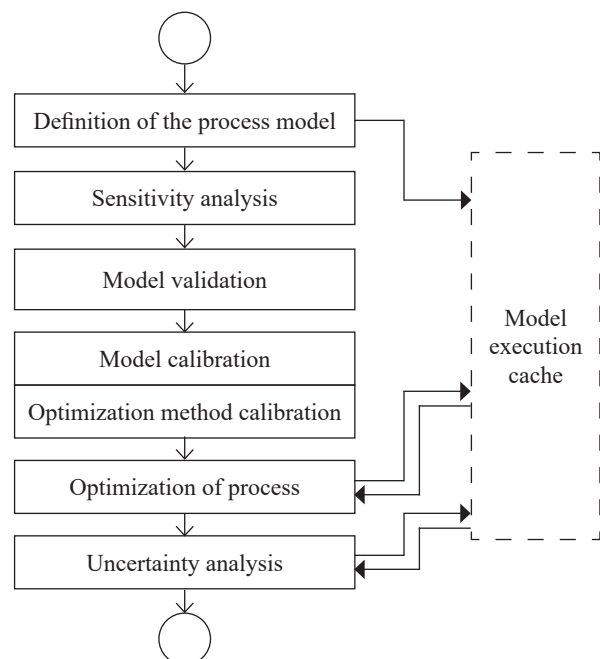 Definition of the process model
Sensitivity analysis
Model validation
Model calibration
Optimization method calibration
Optimization of process
Uncertainty analysis
Model
execution
cache